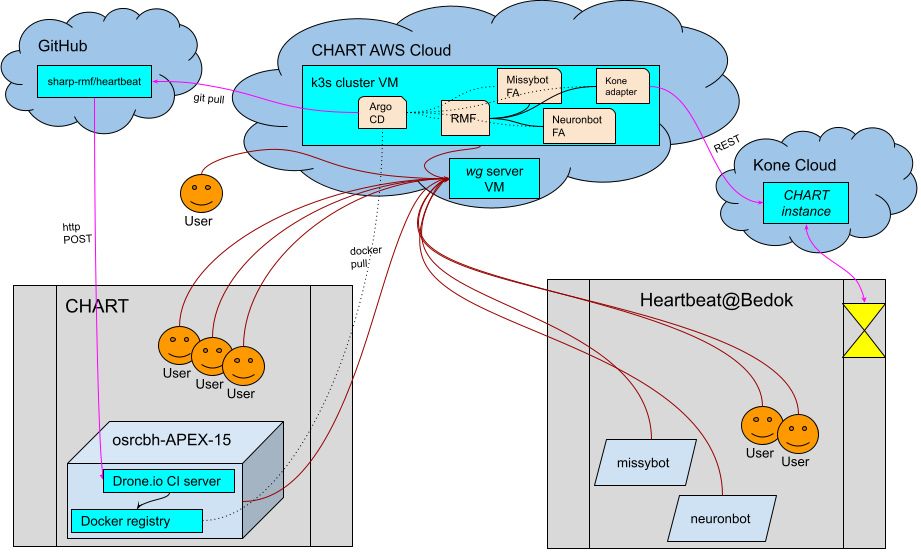 GitHub
sharp-rmf/heartbeat
git pull
CHART AWS Cloud
k3s cluster VM
Argo
CD
RMF
Missybot
FA
Kone
adapter
Neuronbot
FA
wg server
VM
REST
Kone Cloud
CHART
instance
User
http
POST
docker
pull
CHART
User
User
User
osrcbh-APEX-15
Drone.io CI server
Docker registry
Heartbeat@Bedok
User
User
missybot
neuronbot